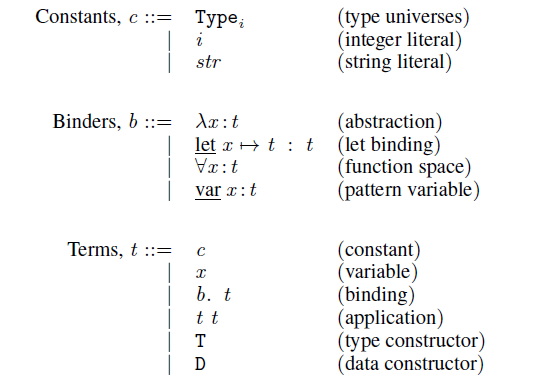 Constants, c ::= Typeᵢ (type universes)
| i (integer literal)
| str (string literal)
Binders, b ::= λx : t (abstraction)
| let x ↦ t : t (let binding)
| ∀x : t (function space)
| var x : t (pattern variable)
Terms, t ::= c (constant)
| x (variable)
| b. t (binding)
| t t (application)
| T (type constructor)
| D (data constructor)